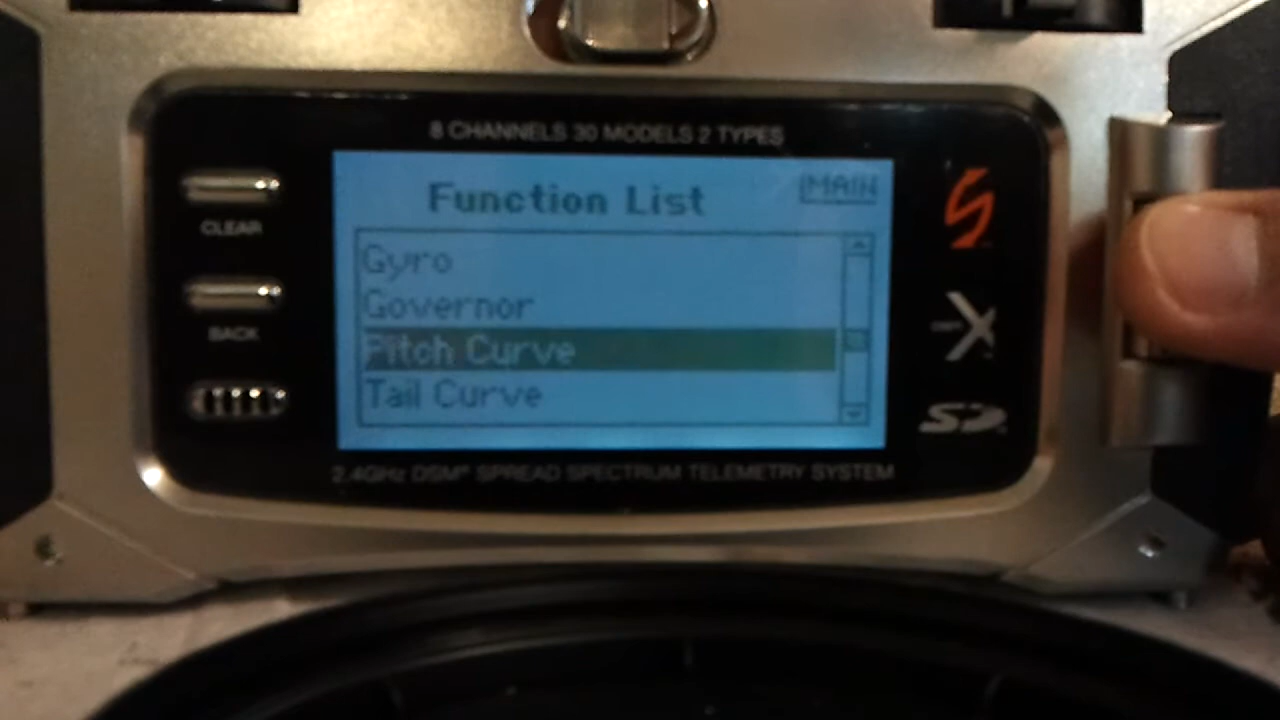 8 CHANNELS 30 MODELS 2 TYPES
Function List
MAIN
CLEAR
Gyro
Governor
BACK
Pitch Curve
Tail Curve
X
SD
2.4GHz DSM SPREAD SPECTRUM TELEMETRY SYSTEM